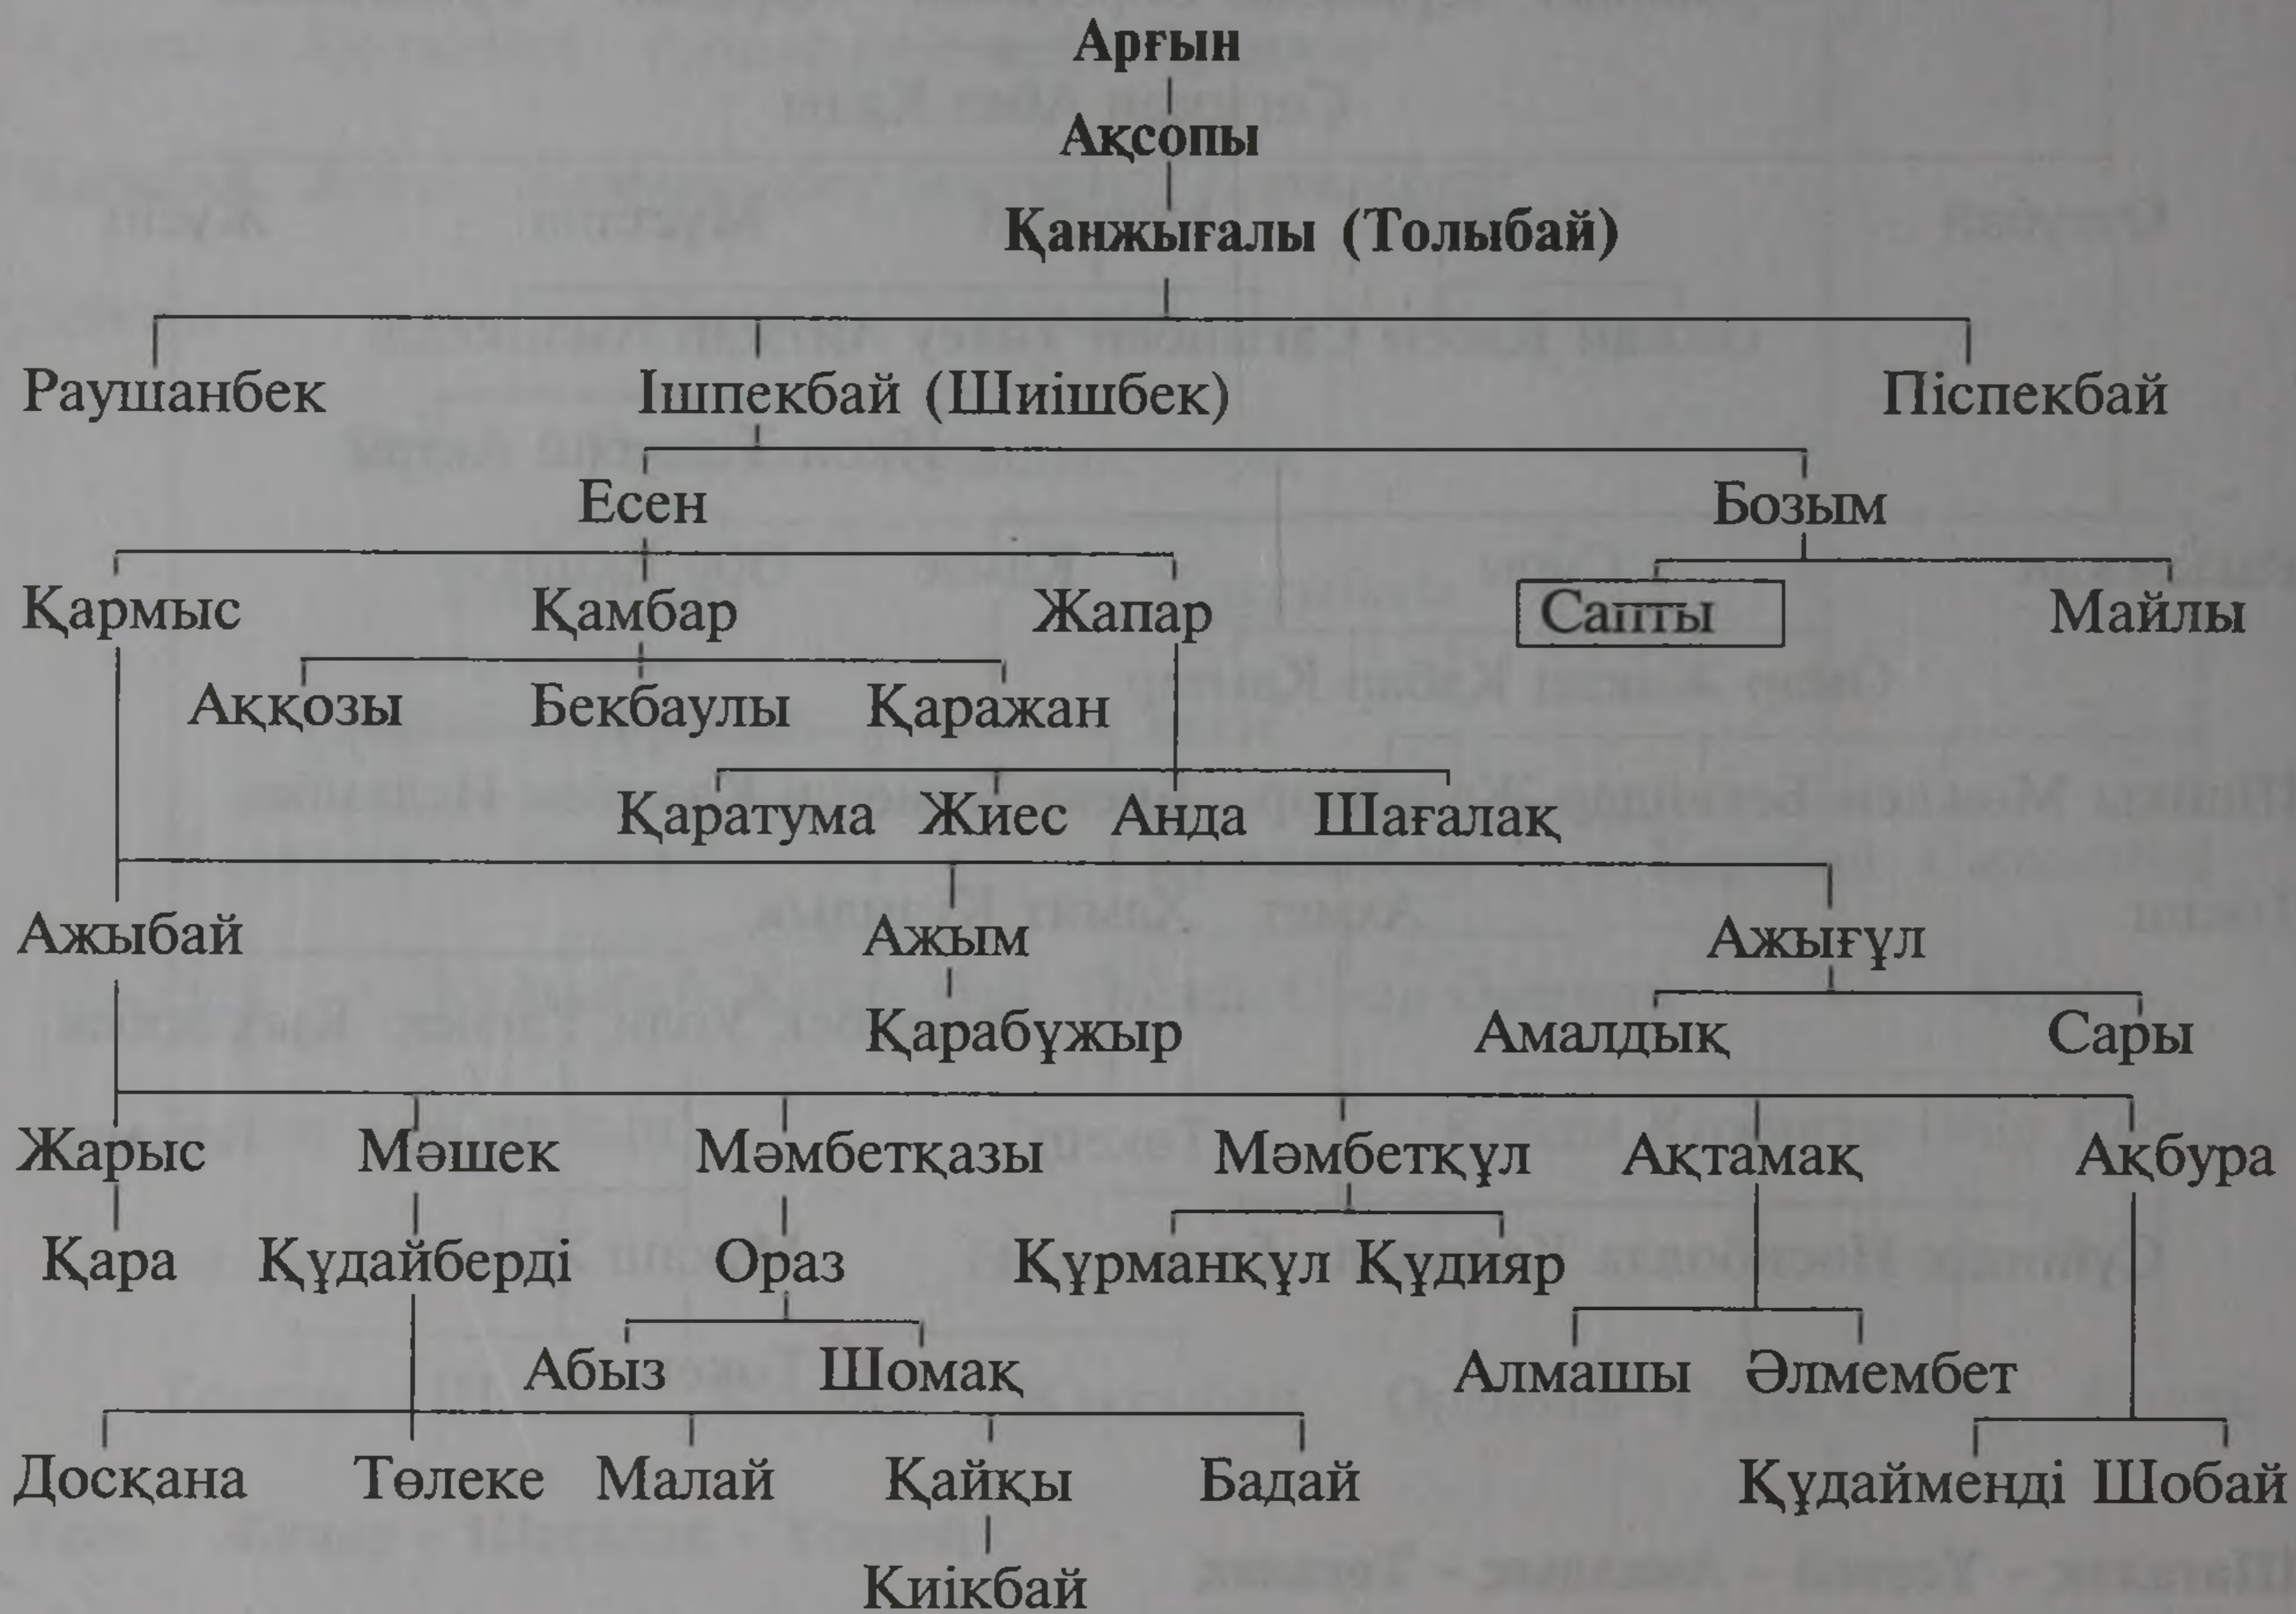 Арғын
Ақсопы
Қанжығалы (Толыбай)
Раушанбек Ішпекбай (Шиішбек) Піспекбай
Есен Бозым
Қармыс Қамбар Жапар Сапты Майлы
Аққозы Бекбаулы Қаражан
Қаратума Жиес Анда Шағалақ
Ажыбай Ажым Ажығұл
Қарабұжыр Амалдық Сары
Жарыс Мәшек Мәмбетқазы Мәмбетқұл Ақтамақ Ақбура
Қара Құдайберді Ораз Құрманқұл Құдияр
Абыз Шомақ Алмашы Әлмембет
Досқана Төлеке Малай Қайқы Бадай Құдайменді Шобай
Киікбай